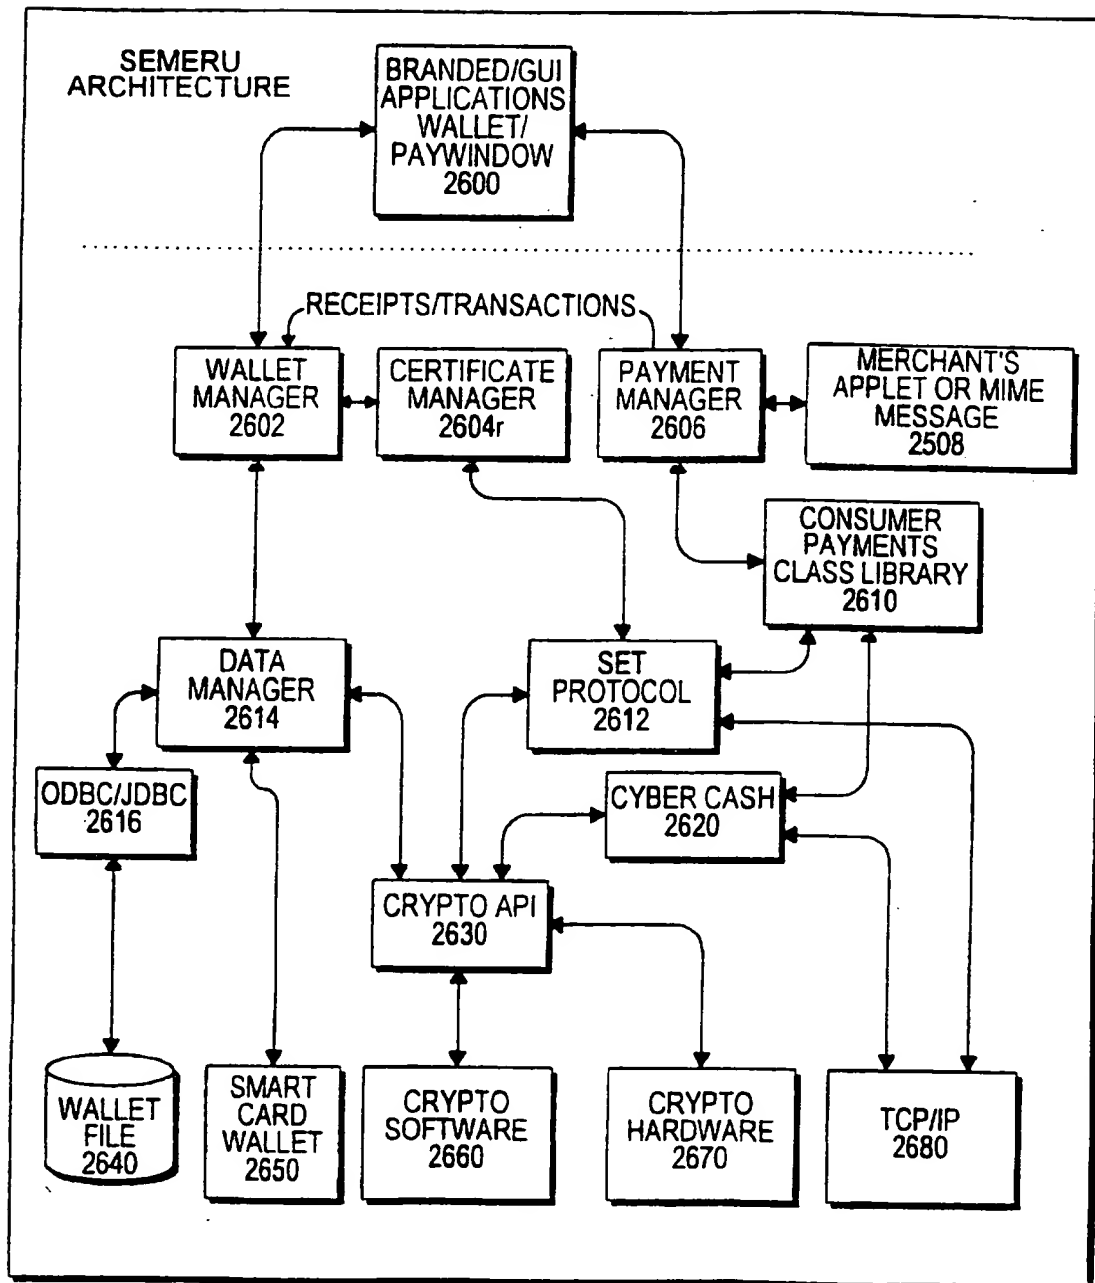 SEMERU
ARCHITECTURE
BRANDED/GUI
APPLICATIONS
WALLET/
PAYWINDOW
2600
RECEIPTS/TRANSACTIONS
WALLET
MANAGER
2602
CERTIFICATE
MANAGER
2604r
PAYMENT
MANAGER
2606
MERCHANT'S
APPLET OR MIME
MESSAGE
2508
CONSUMER
PAYMENTS
CLASS LIBRARY
2610
DATA
MANAGER
2614
SET
PROTOCOL
2612
ODBC/JDBC
2616
CYBER CASH
2620
CRYPTO API
2630
WALLET
FILE
2640
SMART
CARD
WALLET
2650
CRYPTO
SOFTWARE
2660
CRYPTO
HARDWARE
2670
TCP/IP
2680